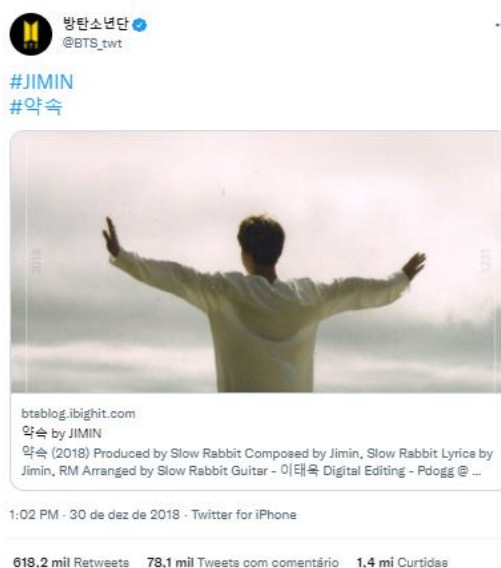 방탄소년단
@BTS_twt
#JIMIN
#약속
2018
1231
btsblog.ibighit.com
약속 by JIMIN
약속 (2018) Produced by Slow Rabbit Composed by Jimin, Slow Rabbit Lyrics by
Jimin, RM Arranged by Slow Rabbit Guitar - 이태욱 Digital Editing - Pdogg @ ...
1:02 PM · 30 de dez de 2018 · Twitter for iPhone
618,2 mil Retweets 78,1 mil Tweets com comentário 1,4 mi Curtidas